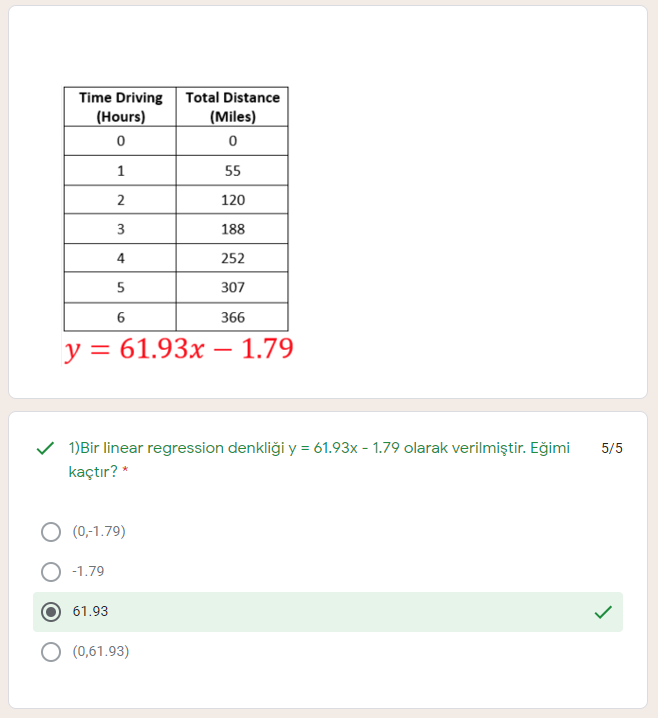 Time Driving (Hours) Total Distance (Miles)
0 0
1 55
2 120
3 188
4 252
5 307
6 366
y = 61.93x − 1.79
1)Bir linear regression denkliği y = 61.93x - 1.79 olarak verilmiştir. Eğimi 5/5
kaçtır? *
(0,-1.79)
-1.79
61.93
(0,61.93)